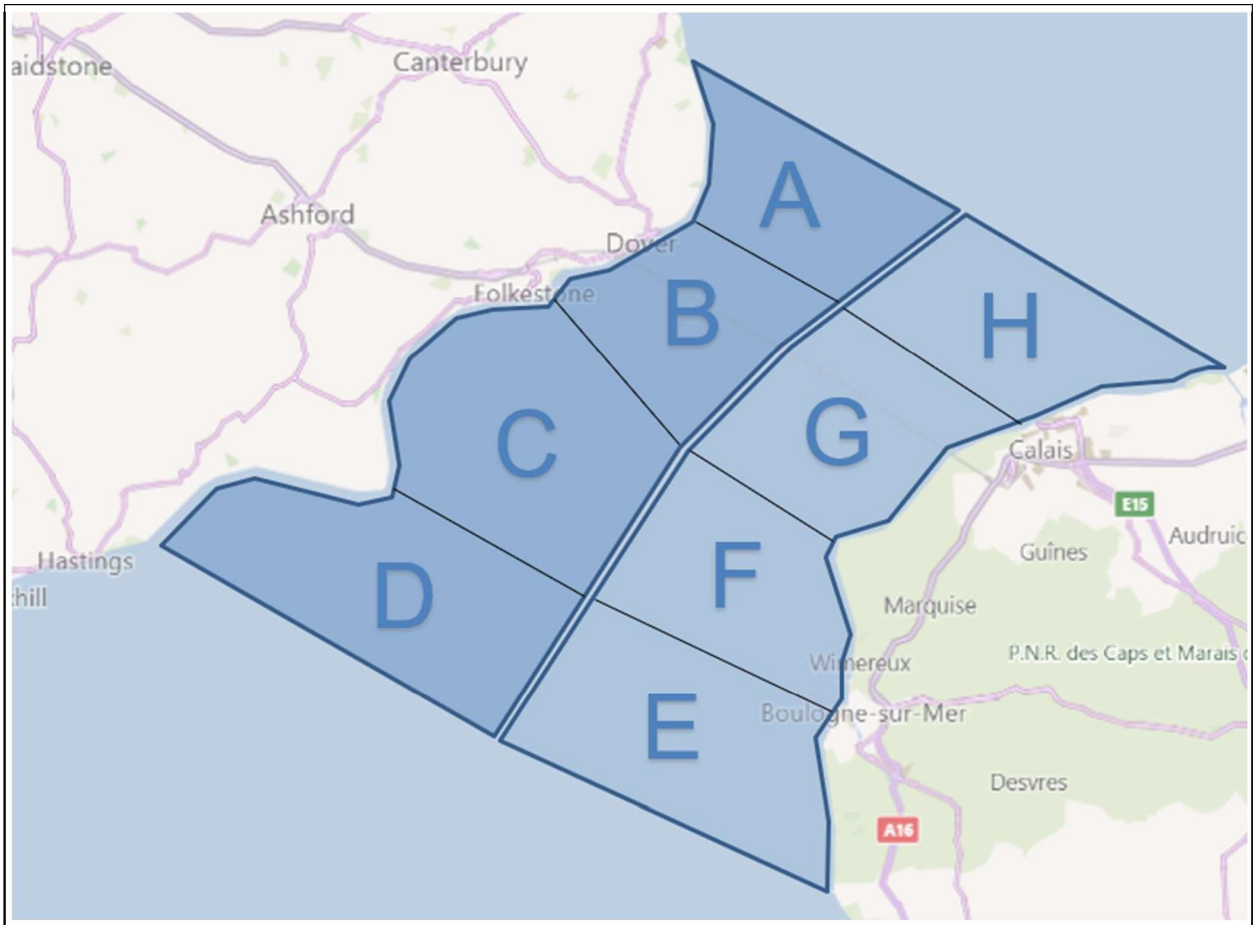 Canterbury
aidstone
A
Ashford
Dover
Folkestone
B
H
C
G
Calais
E15
Audruic
Hastings
Guînes
F
D
hill
Marquise
P.N.R. des Caps et Marais
Wimereux
Boulogne-sur-Mer
E
Desvres
A16